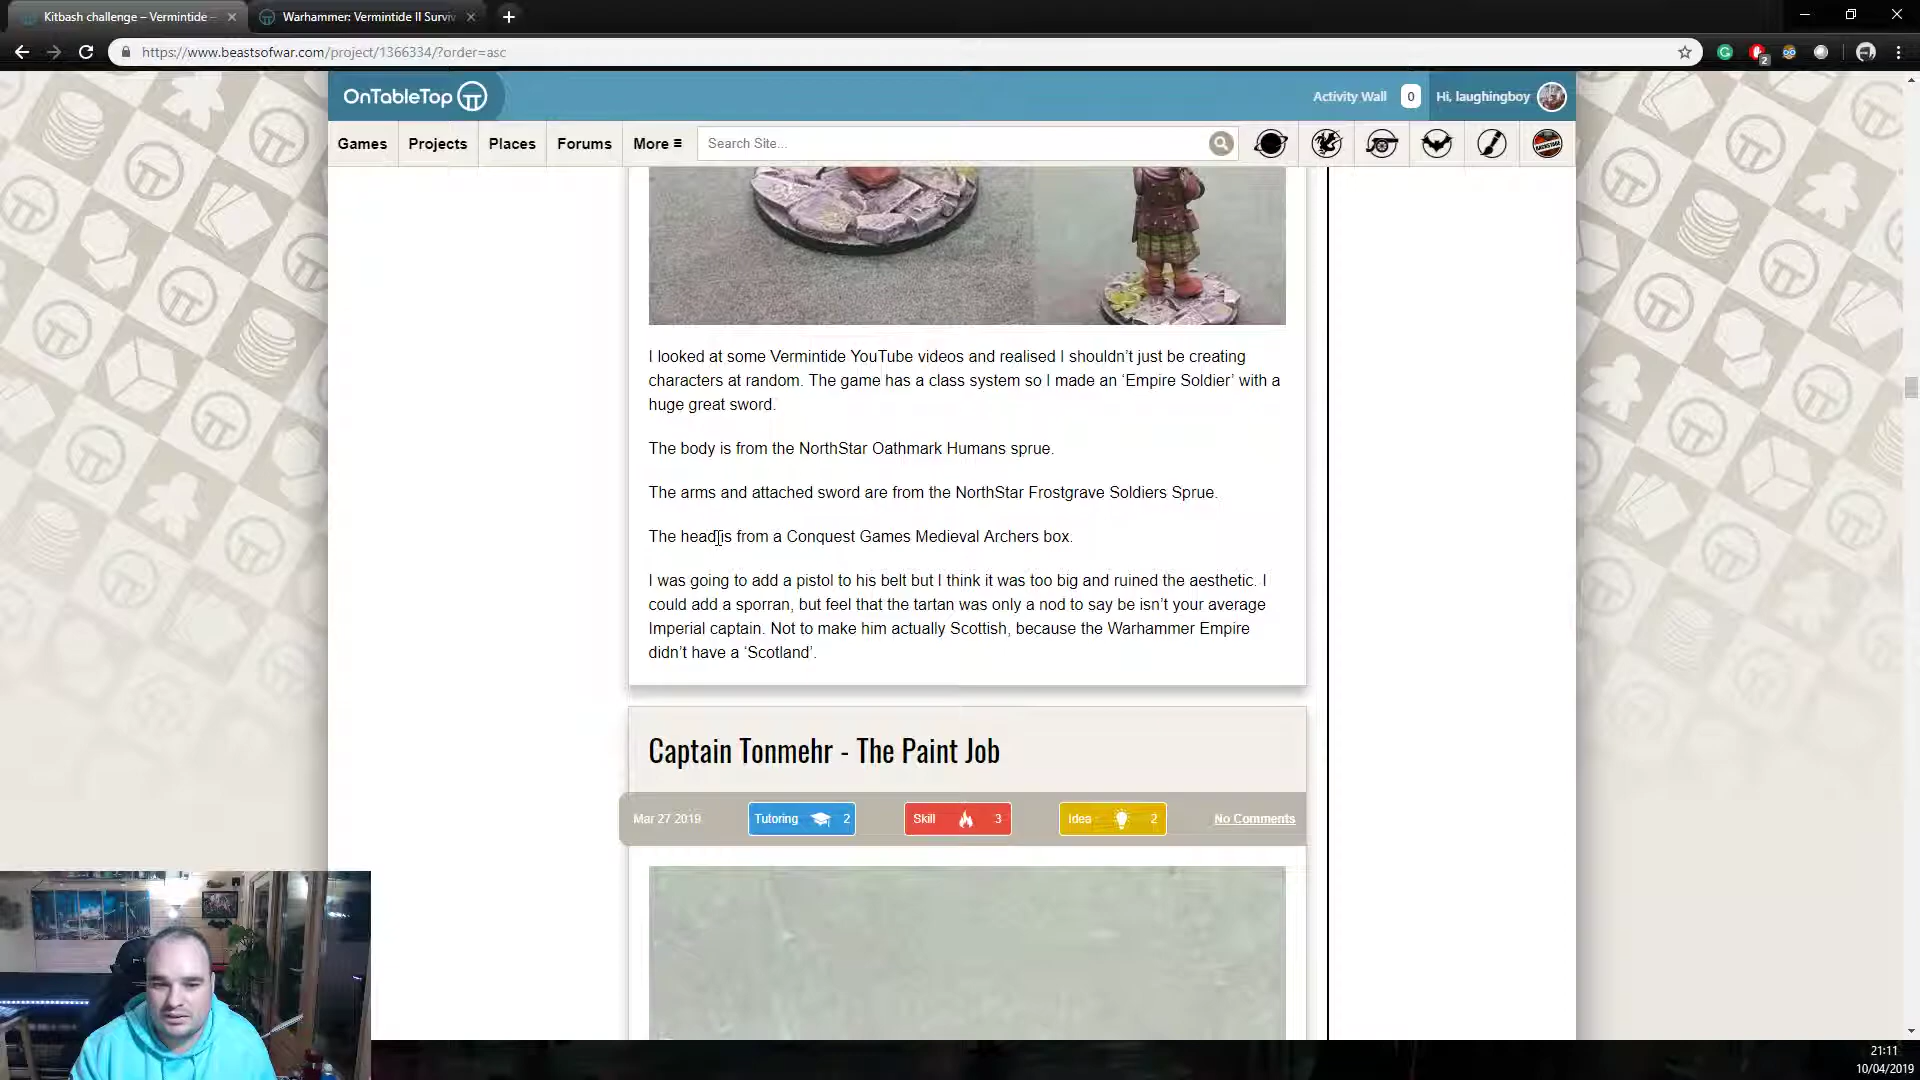 Kitbash challenge – Vermintide –
Warhammer: Vermintide II Surviv
https://www.beastsofwar.com/project/1366334/?order=asc
2
OnTableTop
Activity Wall 0 Hi, laughingboy
Games Projects Places Forums More ≡ Search Site...
BACKSTAGE
I looked at some Vermintide YouTube videos and realised I shouldn’t just be creating
characters at random. The game has a class system so I made an ‘Empire Soldier’ with a
huge great sword.
The body is from the NorthStar Oathmark Humans sprue.
The arms and attached sword are from the NorthStar Frostgrave Soldiers Sprue.
The head is from a Conquest Games Medieval Archers box.
I was going to add a pistol to his belt but I think it was too big and ruined the aesthetic. I
could add a sporran, but feel that the tartan was only a nod to say be isn’t your average
Imperial captain. Not to make him actually Scottish, because the Warhammer Empire
didn’t have a ‘Scotland’.
Captain Tonmehr - The Paint Job
Mar 27 2019 Tutoring 2 Skill 3 Idea 2 No Comments
21:11
10/04/2019